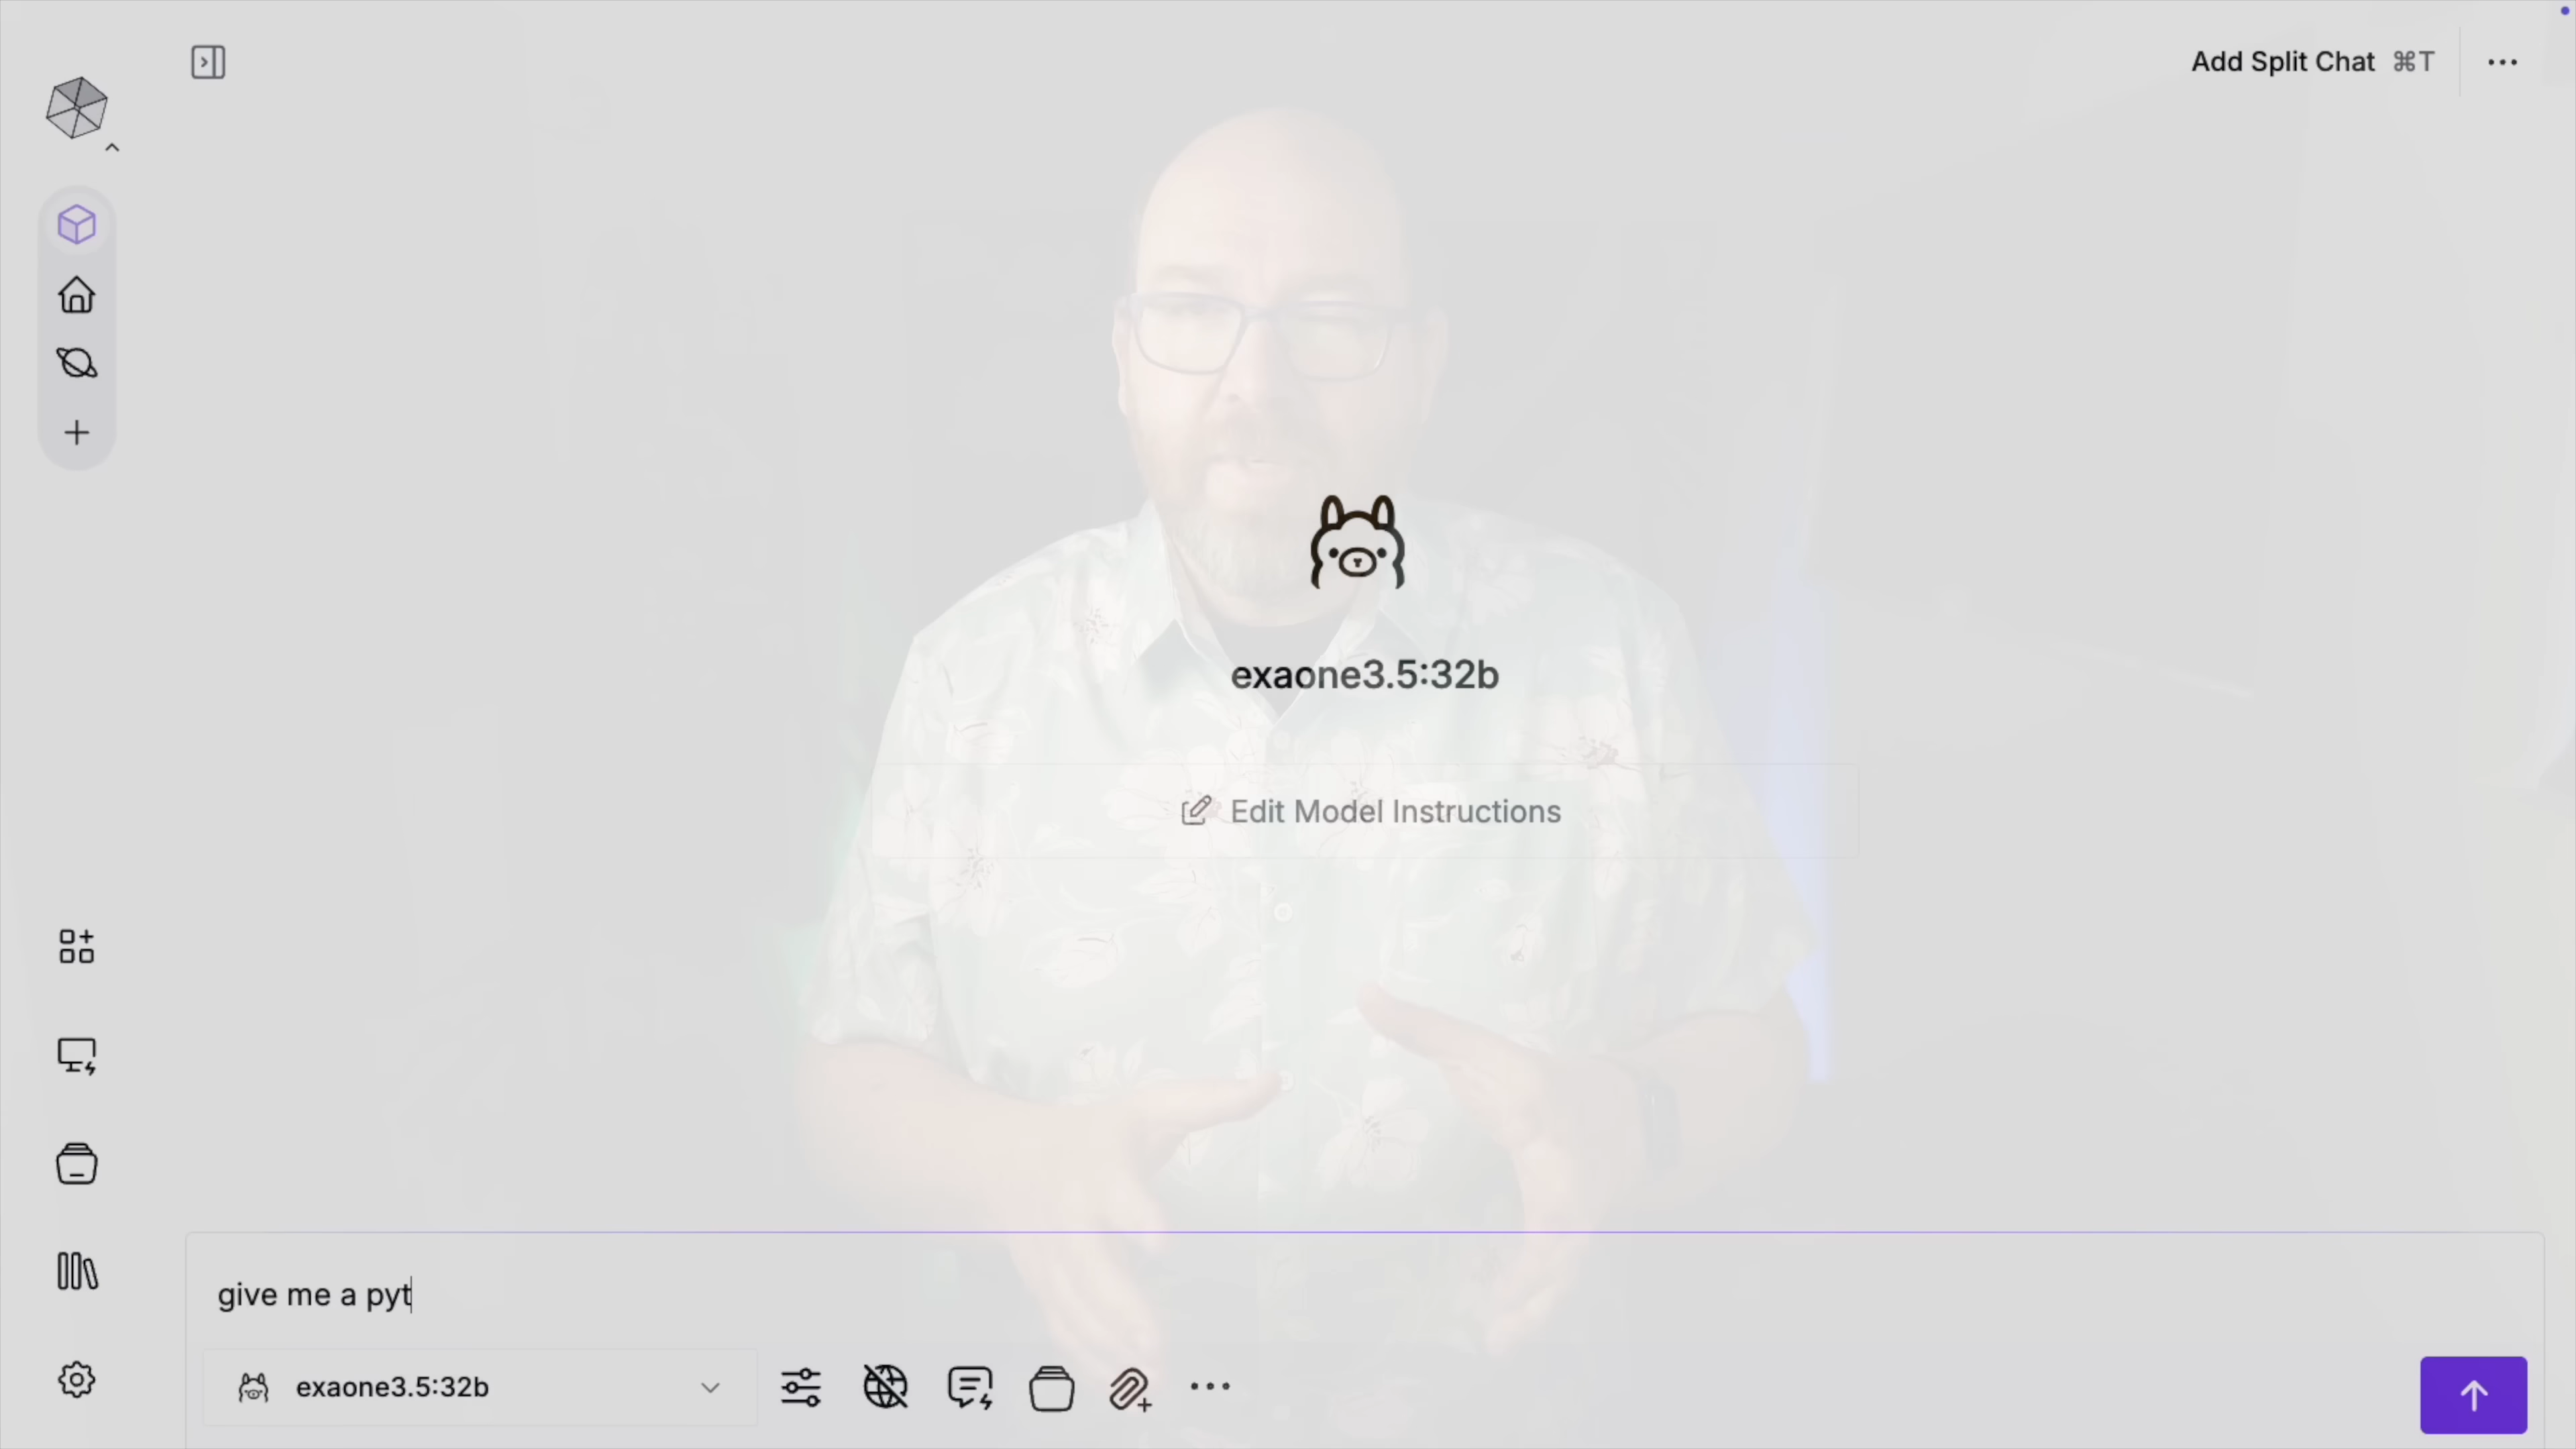 Add Split Chat ⌘T
exaone3.5:32b
Edit Model Instructions
give me a pyt
exaone3.5:32b